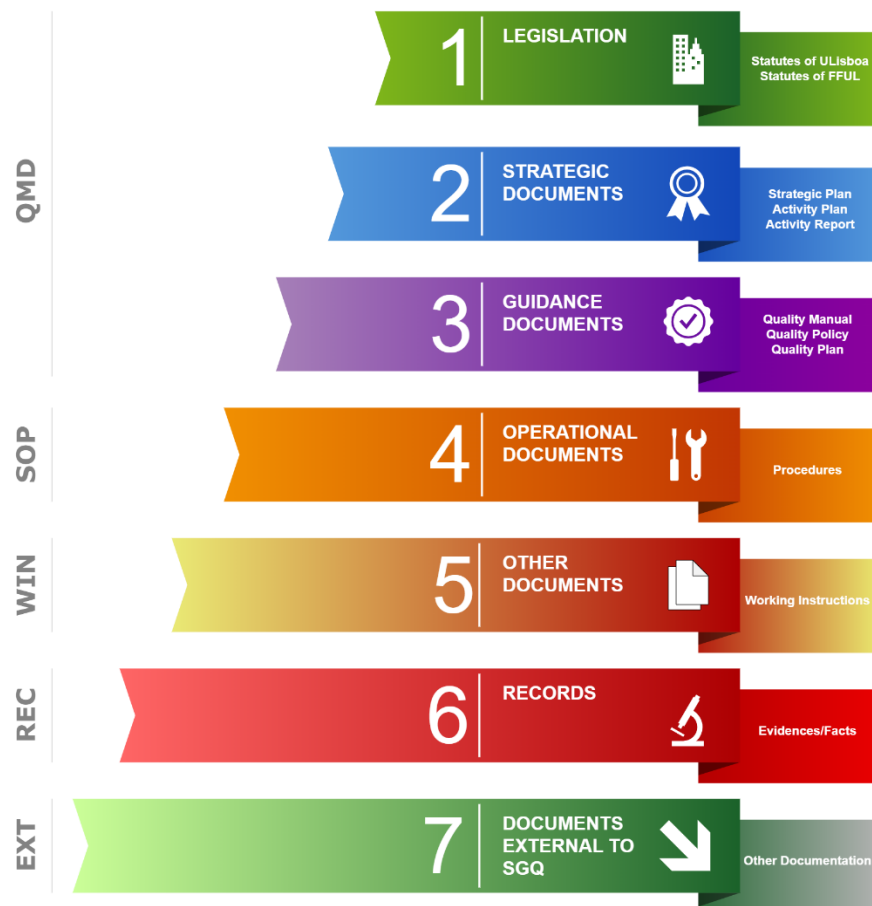 QMD
1
LEGISLATION
Statutes of ULisboa
Statutes of FFUL
2
STRATEGIC
DOCUMENTS
Strategic Plan
Activity Plan
Activity Report
3
GUIDANCE
DOCUMENTS
Quality Manual
Quality Policy
Quality Plan
SOP
4
OPERATIONAL
DOCUMENTS
Procedures
WIN
5
OTHER
DOCUMENTS
Working Instructions
REC
6
RECORDS
Evidences/Facts
EXT
7
DOCUMENTS
EXTERNAL TO
SGQ
Other Documentation